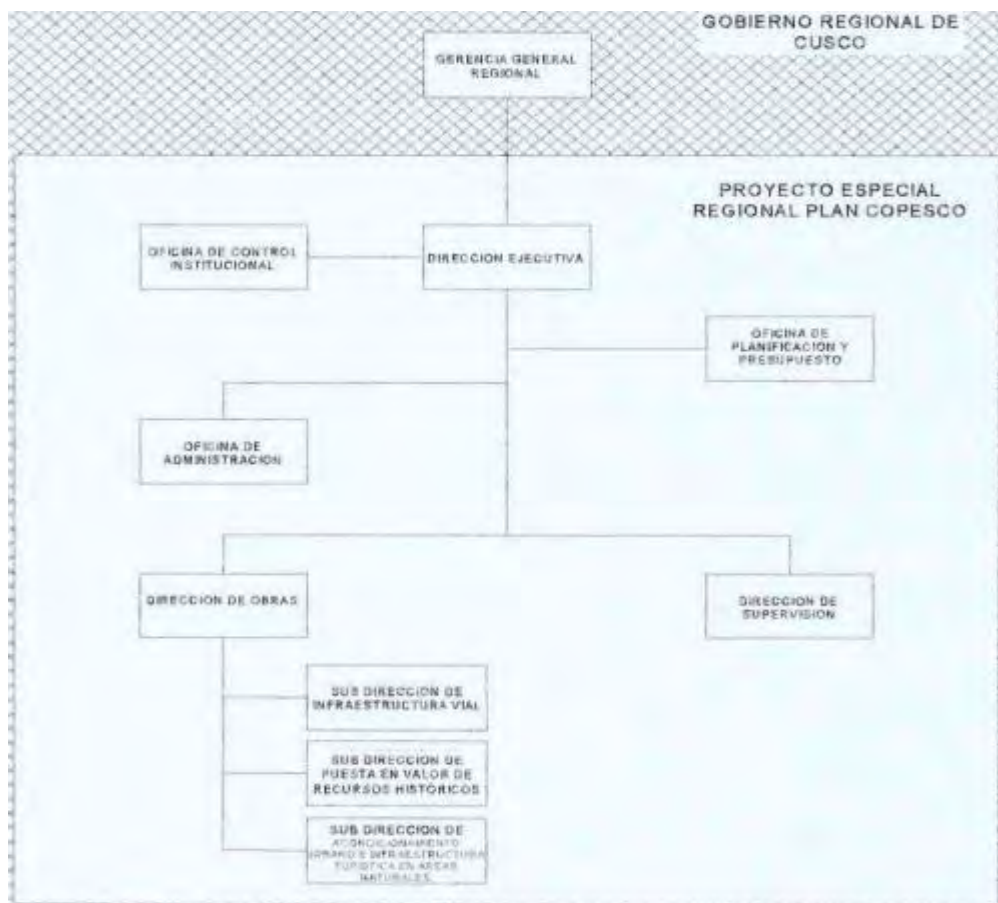 GOBIERNO REGIONAL DE
CUSCO
GERENCIA GENERAL
REGIONAL
PROYECTO ESPECIAL
REGIONAL PLAN COPESCO
OFICINA DE CONTROL
INSTITUCIONAL
DIRECCION EJECUTIVA
OFICINA DE
PLANIFICACION Y
PRESUPUESTO
OFICINA DE
ADMINISTRACION
DIRECCION DE OBRAS
DIRECCION DE
SUPERVISION
SUB DIRECCION DE
INFRAESTRUCTURA VIAL
SUB DIRECCION DE
PUESTA EN VALOR DE
RECURSOS HISTÓRICOS
SUB DIRECCION DE
ACONDICIONAMIENTO
URBANO E INFRAESTRUCTURA
TURISTICA EN AREAS
NATURALES